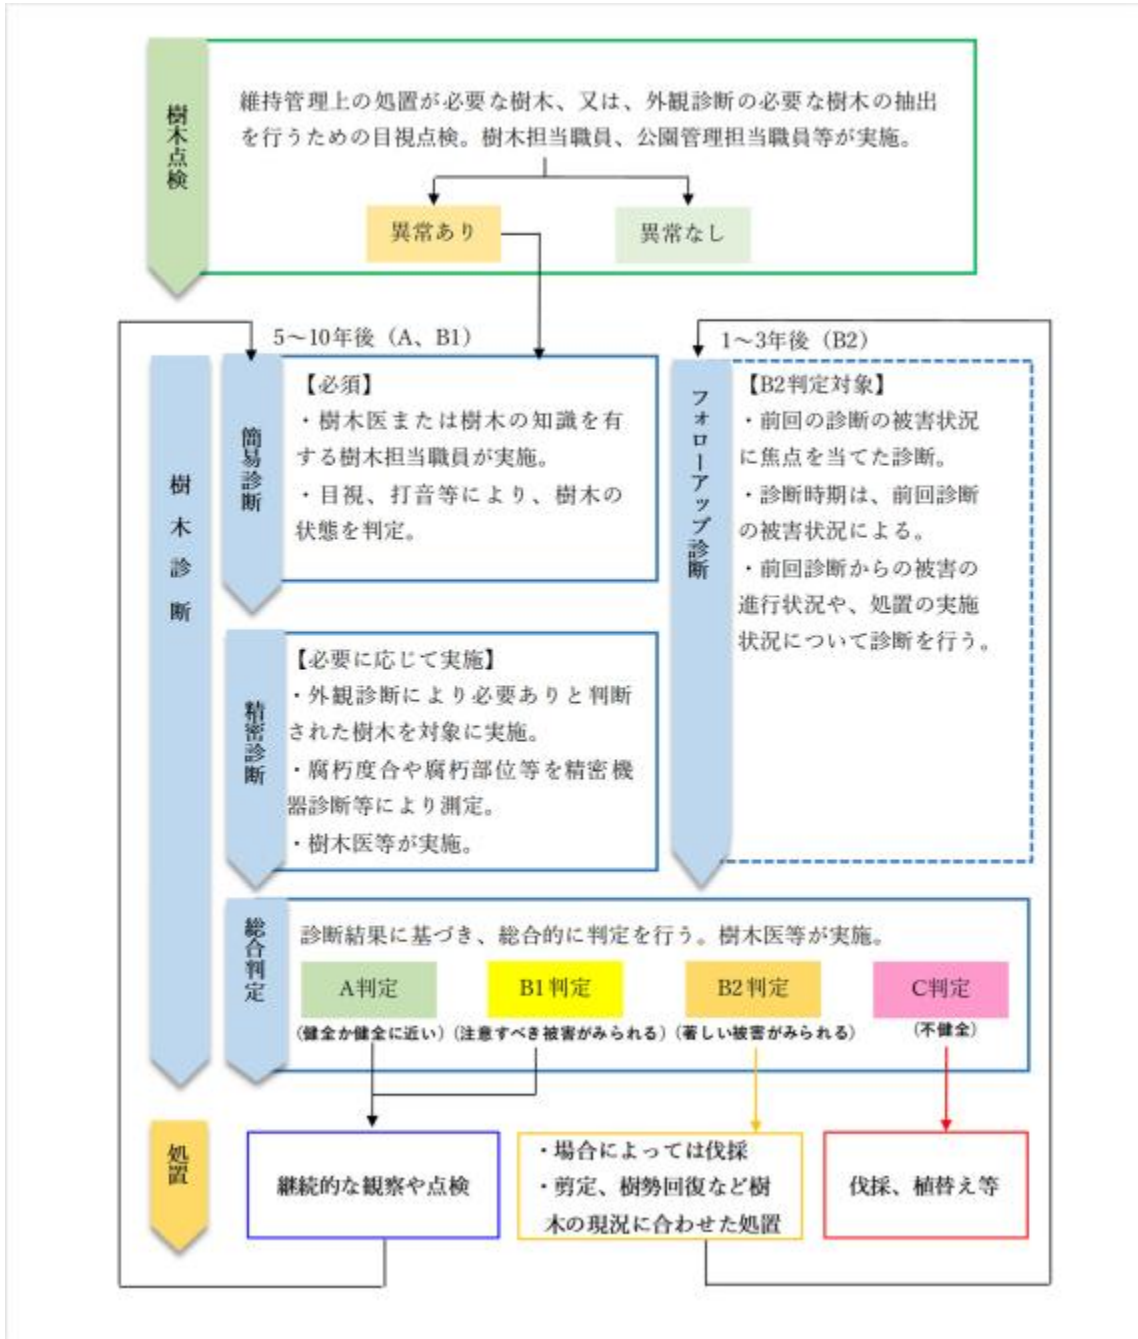 樹木点検
維持管理上の処置が必要な樹木、又は、外観診断の必要な樹木の抽出
を行うための目視点検。樹木担当職員、公園管理担当職員等が実施。
異常あり
異常なし
5～10年後（A、B1）
1～3年後（B2）
樹木診断
簡易診断
【必須】
・樹木医または樹木の知識を有
する樹木担当職員が実施。
・目視、打音等により、樹木の
状態を判定。
フォローアップ診断
【B2判定対象】
・前回の診断の被害状況
に焦点を当てた診断。
・診断時期は、前回診断
の被害状況による。
・前回診断からの被害の
進行状況や、処置の実施
状況について診断を行う。
精密診断
【必要に応じて実施】
・外観診断により必要ありと判断
された樹木を対象に実施。
・腐朽度合や腐朽部位等を精密機
器診断等により測定。
・樹木医等が実施。
総合判定
診断結果に基づき、総合的に判定を行う。樹木医等が実施。
A判定
B1判定
B2判定
C判定
（健全か健全に近い）
（注意すべき被害がみられる）
（著しい被害がみられる）
（不健全）
処置
継続的な観察や点検
・場合によっては伐採
・剪定、樹勢回復など樹
木の現況に合わせた処置
伐採、植替え等